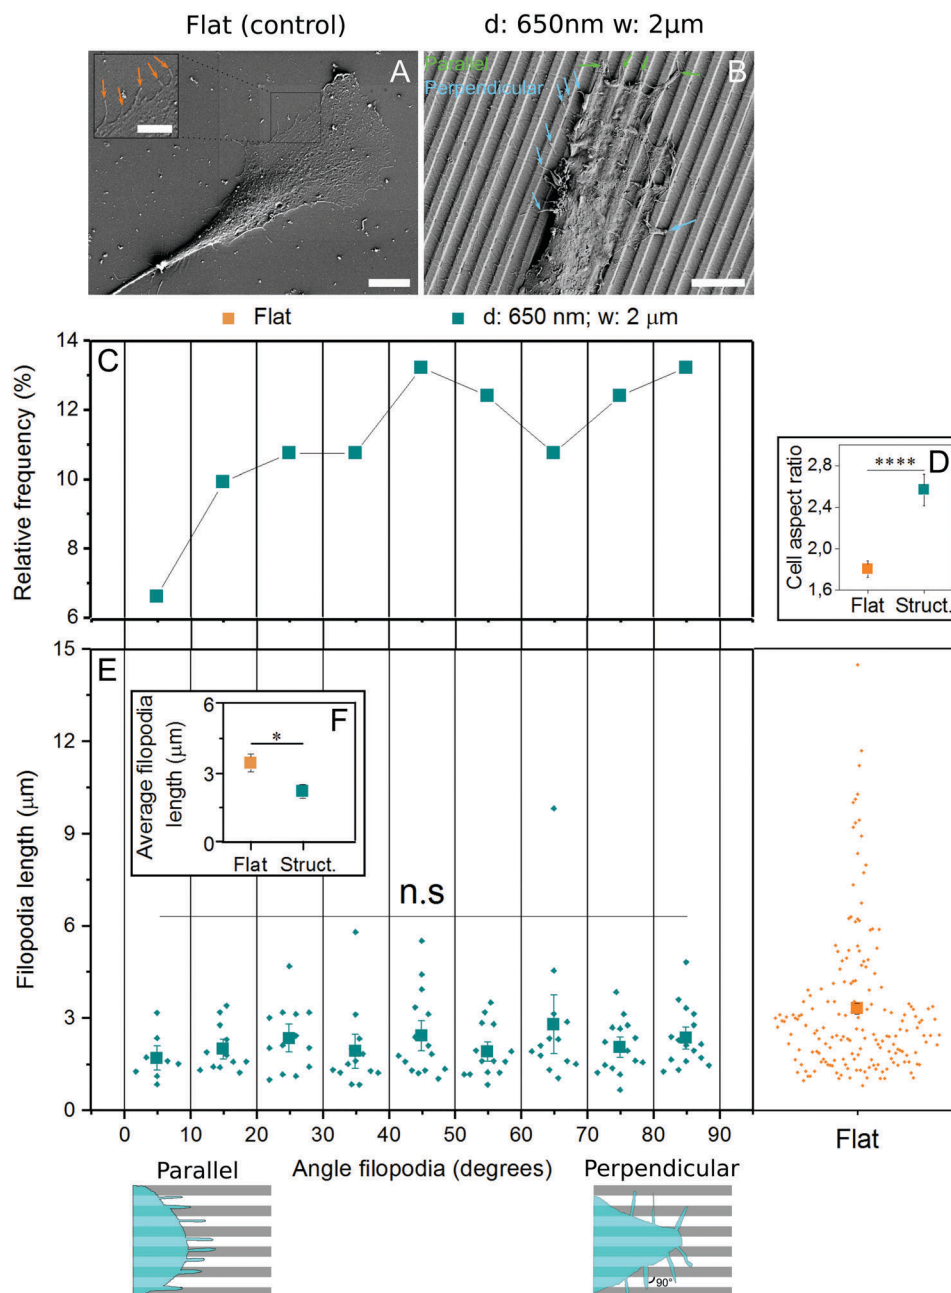 Flat (control)
d: 650nm w: 2μm
A
Parallel
B
Perpendicular
Flat
d: 650 nm; w: 2 μm
C
Relative frequency (%)
14
12
10
8
6
D
Cell aspect ratio
2,8
2,4
2,0
1,6
****
Flat Struct.
E
Filopodia length (μm)
15
12
9
6
3
0
F
Average filopodia
length (μm)
6
3
0
*
Flat Struct.
n.s
0 10 20 30 40 50 60 70 80 90
Flat
Parallel
Angle filopodia (degrees)
Perpendicular
90°